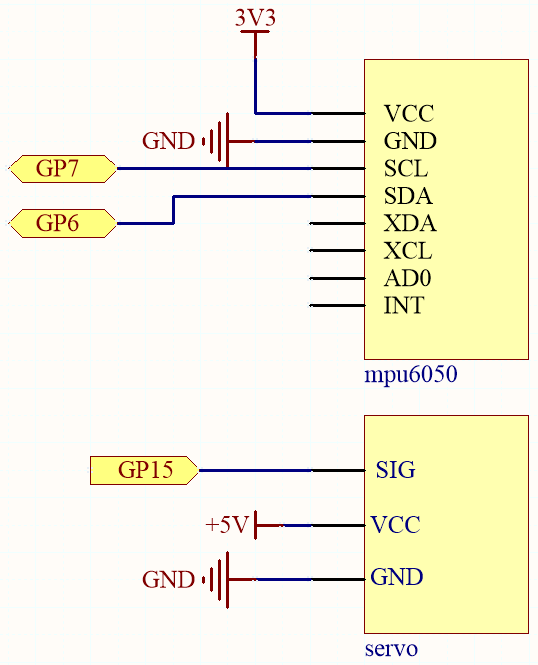 3V3
VCC
GND GND
GP7 SCL
SDA
GP6 XDA
XCL
AD0
INT
mpu6050
GP15 SIG
+5V VCC
GND GND
servo